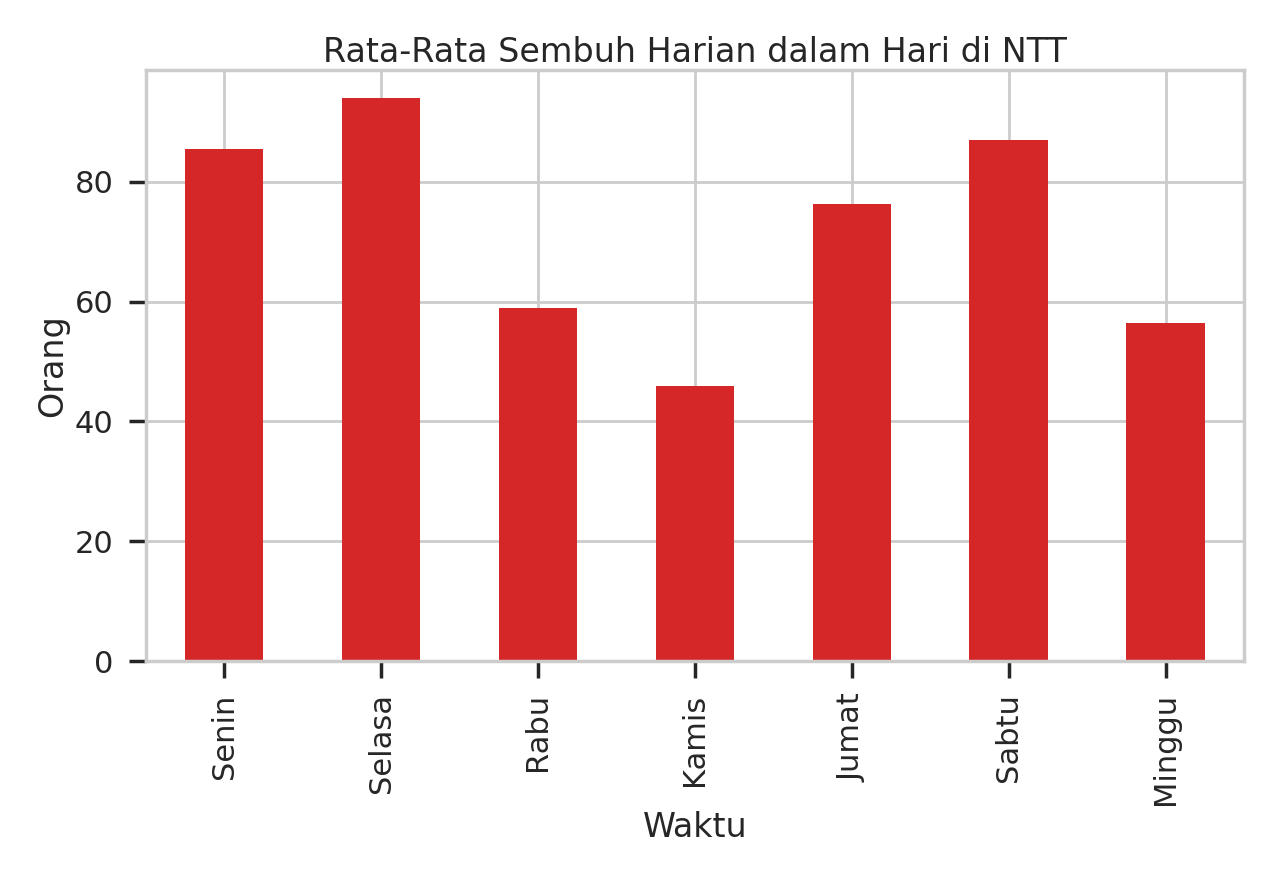 Rata-Rata Sembuh Harian dalam Hari di NTT
Orang
80
60
40
20
0
Senin
Selasa
Rabu
Kamis
Jumat
Sabtu
Minggu
Waktu